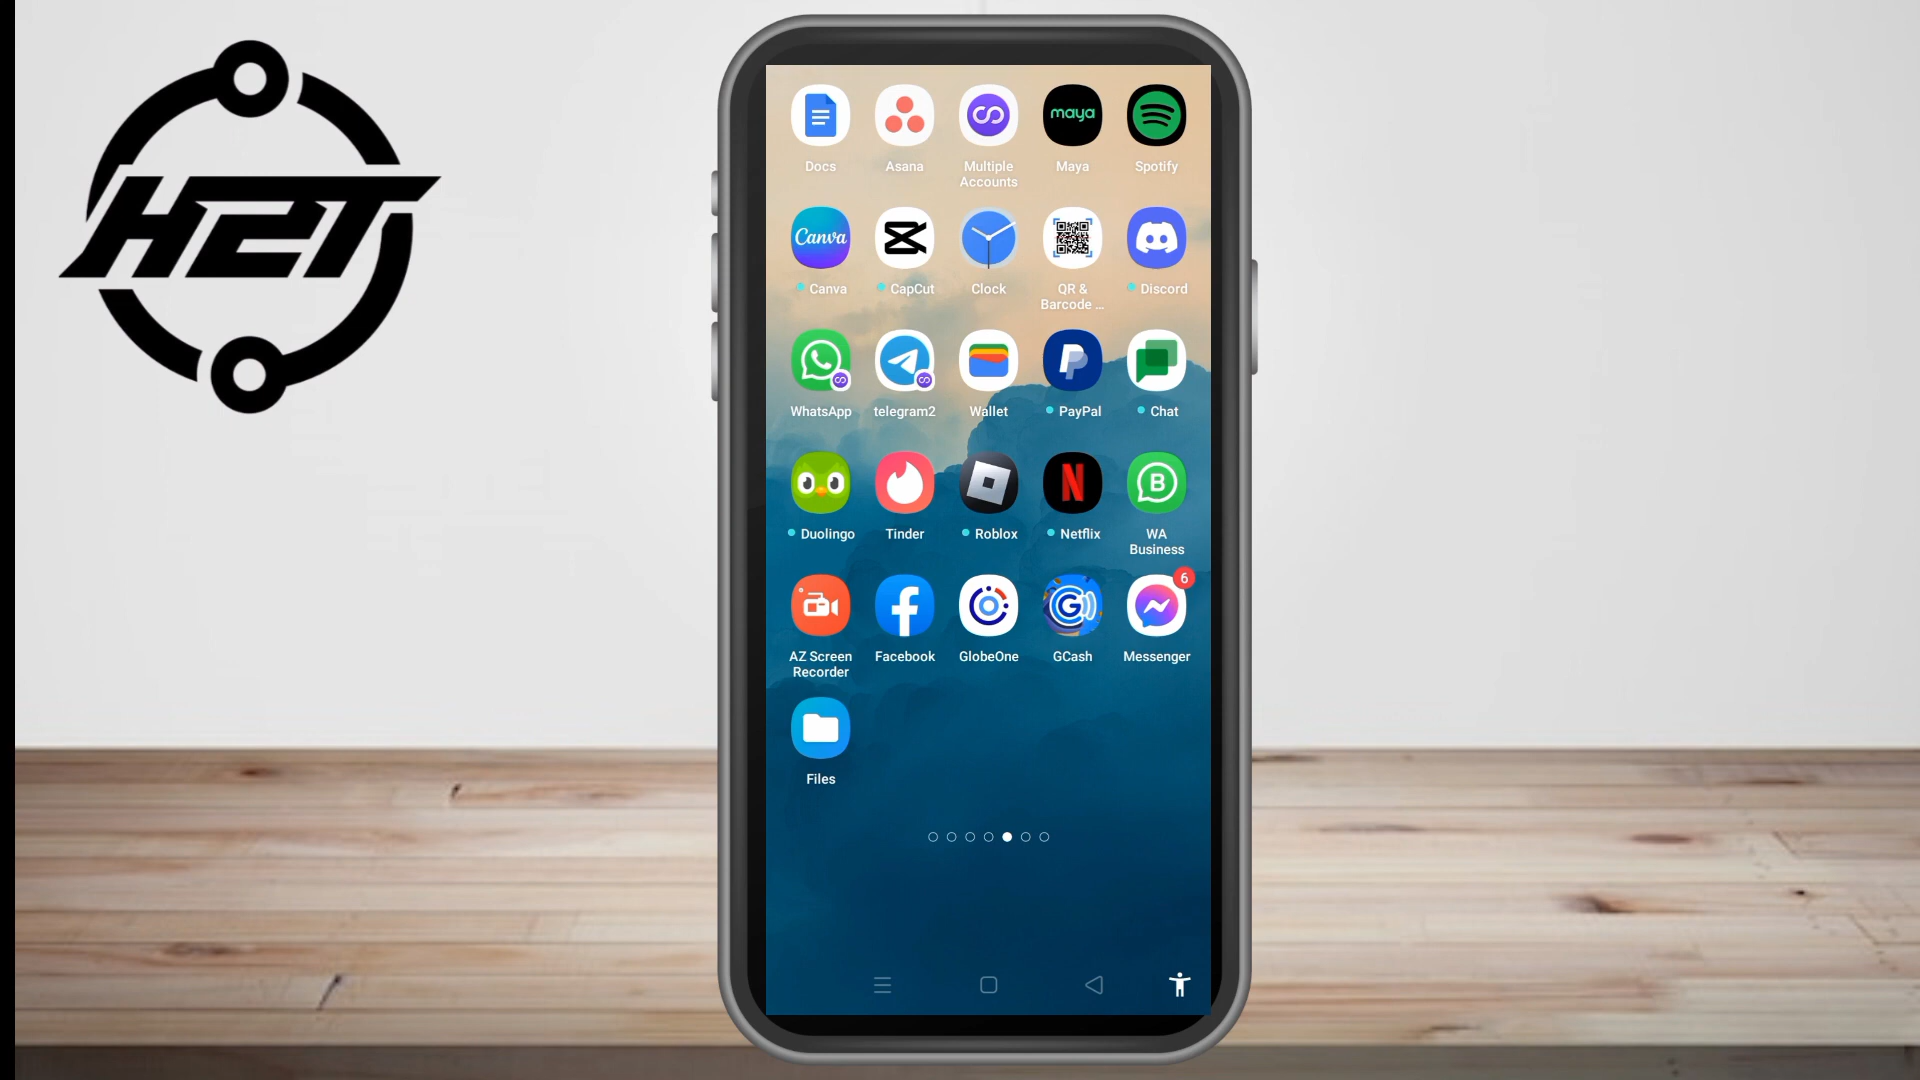 H2T
maya
Docs
Asana
Multiple
Accounts
Maya
Spotify
Canva
Canva
CapCut
Clock
QR &
Barcode ...
Discord
WhatsApp
telegram2
Wallet
PayPal
Chat
Duolingo
Tinder
Roblox
Netflix
WA
Business
6
AZ Screen
Recorder
Facebook
GlobeOne
GCash
Messenger
Files